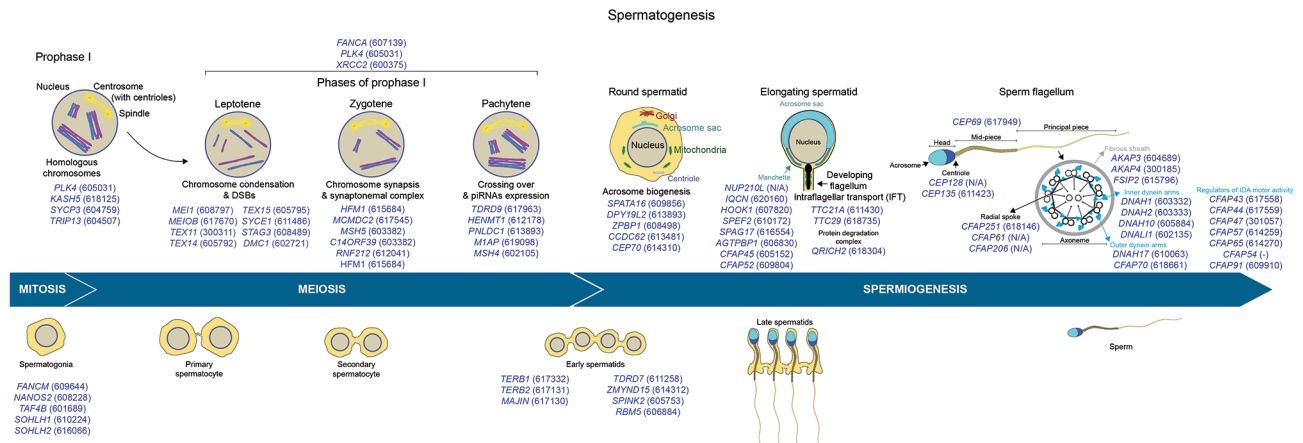 Spermatogenesis
FANCA (607139)
PLK4 (605031)
XRCC2 (600375)
Prophase I
Phases of prophase I
Nucleus
Centrosome
(with centrioles)
Spindle
Homologous
chromosomes
PLK4 (605031)
KASH5 (618125)
SYCP3 (604759)
TRIP13 (604507)
Leptotene
Chromosome condensation
& DSBs
MEI1 (608797)
MEIOB (617670)
TEX11 (300311)
TEX14 (605792)
TEX15 (605795)
SYCE1 (611486)
STAG3 (608489)
DMC1 (602721)
Zygotene
Chromosome synapsis
& synaptonemal complex
HFM1 (615684)
MCMDC2 (617545)
MSH5 (603382)
C14ORF39 (603382)
RNF212 (612041)
HFM1 (615684)
Pachytene
Crossing over
& piRNAs expression
TDRD9 (617963)
HENMT1 (612178)
PNLDC1 (613893)
M1AP (619098)
MSH4 (602105)
Round spermatid
Golgi
Acrosome sac
Nucleus
Mitochondria
Centriole
Acrosome biogenesis
SPATA16 (609856)
DPY19L2 (613893)
ZPBP1 (608498)
CCDC62 (613481)
CEP70 (614310)
Elongating spermatid
Acrosome sac
Nucleus
Manchette
Developing
flagellum
NUP210L (N/A)
IQCN (620160)
HOOK1 (607820)
SPEF2 (610172)
SPAG17 (616554)
AGTPBP1 (606830)
CFAP45 (605152)
CFAP52 (609804)
Intraflagellar transport (IFT)
TTC21A (611430)
TTC29 (618735)
Protein degradation
complex
QRICH2 (618304)
Sperm flagellum
CEP69 (617949)
Principal piece
Mid-piece
Head
Acrosome
Centriole
CEP128 (N/A)
CEP135 (611423)
Radial spoke
CFAP251 (618146)
CFAP61 (N/A)
CFAP206 (N/A)
Axoneme
Fibrous sheath
AKAP3 (604689)
AKAP4 (300185)
FSIP2 (615796)
Inner dynein arms
DNAH1 (603332)
DNAH2 (603333)
DNAH10 (605884)
DNALI1 (602135)
Outer dynein arms
DNAH17 (610063)
CFAP70 (618661)
Regulators of IDA motor activity
CFAP43 (617558)
CFAP44 (617559)
CFAP47 (301057)
CFAP57 (614259)
CFAP65 (614270)
CFAP54 (-)
CFAP91 (609910)
MITOSIS
MEIOSIS
SPERMIOGENESIS
Spermatogonia
FANCM (609644)
NANOS2 (608228)
TAF4B (601689)
SOHLH1 (610224)
SOHLH2 (616066)
Primary
spermatocyte
Secondary
spermatocyte
Early spermatids
TERB1 (617332)
TERB2 (617131)
MAJIN (617130)
TDRD7 (611258)
ZMYND15 (614312)
SPINK2 (605753)
RBM5 (606884)
Late spermatids
Sperm